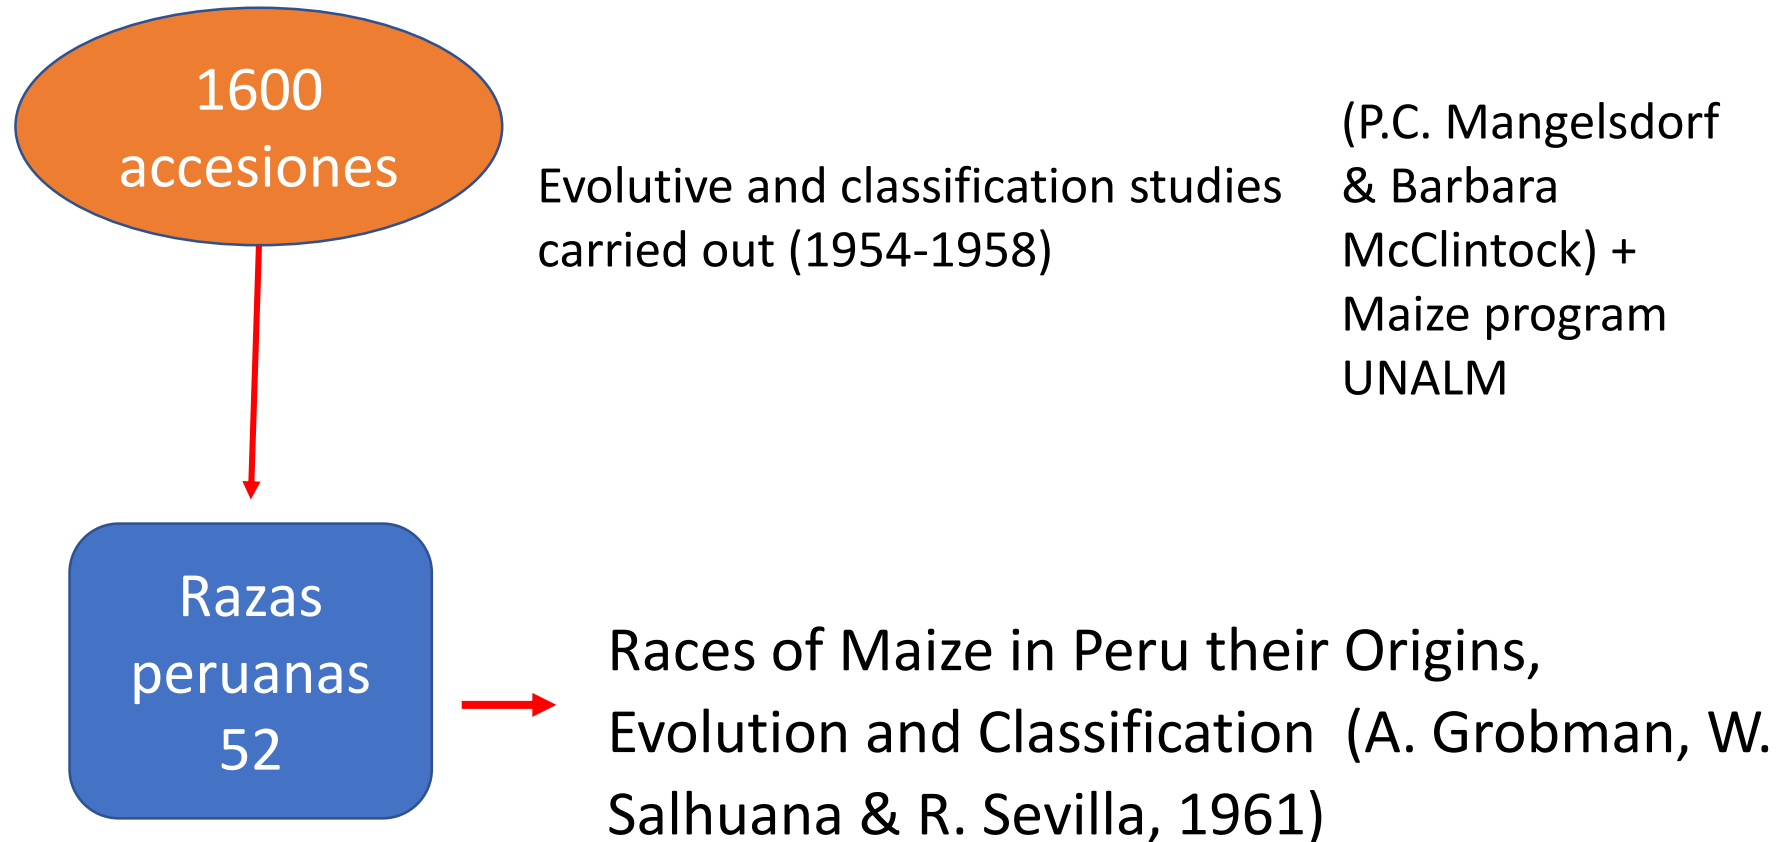 1600
accesiones
Evolutive and classification studies
carried out (1954-1958)
(P.C. Mangelsdorf
& Barbara
McClintock) +
Maize program
UNALM
Razas
peruanas
52
Races of Maize in Peru their Origins,
Evolution and Classification (A. Grobman, W.
Salhuana & R. Sevilla, 1961)